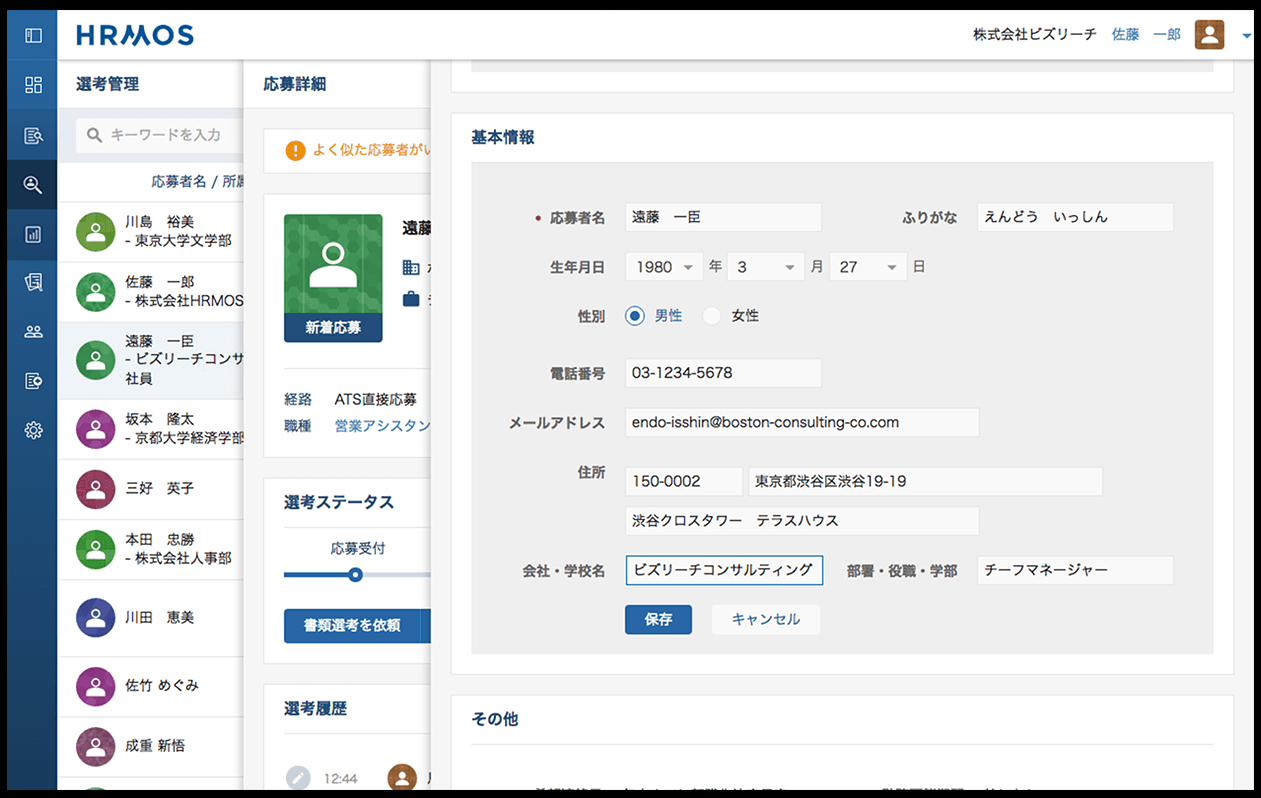 HRMOS
株式会社ビズリーチ 佐藤 一郎
選考管理
キーワードを入力
応募者名 / 所属
川島 裕美
- 東京大学文学部
佐藤 一郎
- 株式会社HRMOS
遠藤 一臣
- ビズリーチコンサ
社員
坂本 隆太
- 京都大学経済学部
三好 英子
本田 忠勝
- 株式会社人事部
川田 恵美
佐竹 めぐみ
成重 新悟
応募詳細
よく似た応募者がい
遠藤
新着応募
経路 ATS直接応募
職種 営業アシスタン
選考ステータス
応募受付
書類選考を依頼
選考履歴
12:44
基本情報
• 応募者名 遠藤 一臣 ふりがな えんどう いっしん
生年月日 1980 年 3 月 27 日
性別 男性 女性
電話番号 03-1234-5678
メールアドレス endo-isshin@boston-consulting-co.com
住所 150-0002 東京都渋谷区渋谷19-19
渋谷クロスタワー テラスハウス
会社・学校名 ビズリーチコンサルティング 部署・役職・学部 チーフマネージャー
保存 キャンセル
その他